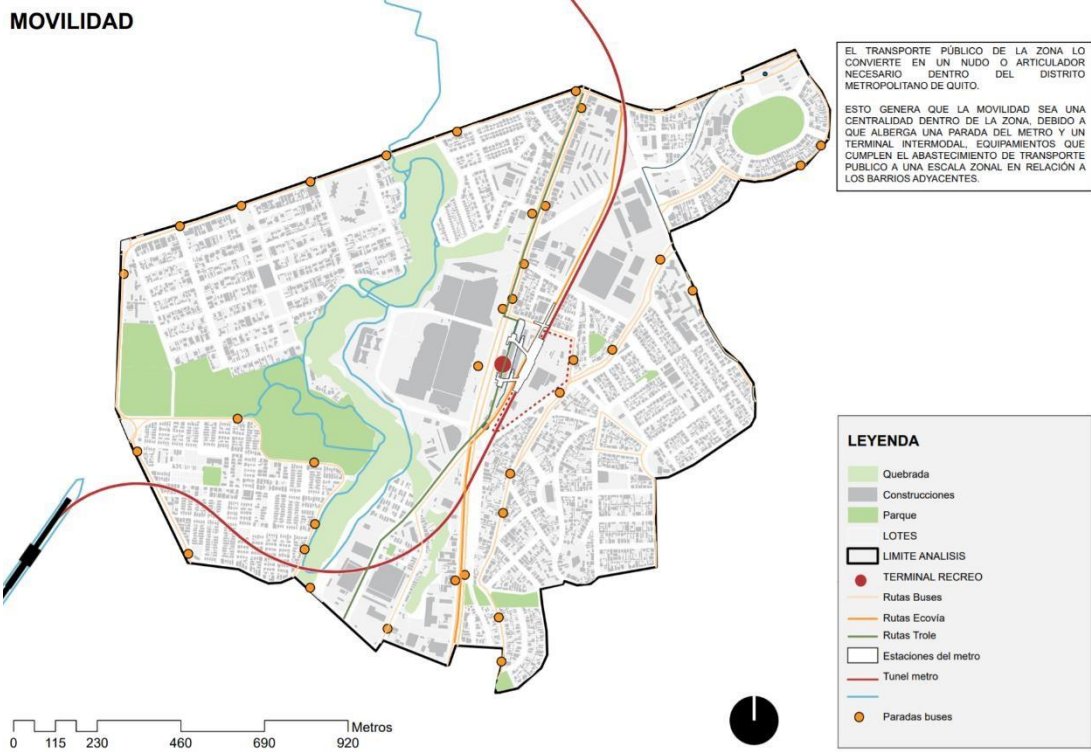 MOVILIDAD
EL TRANSPORTE PÚBLICO DE LA ZONA LO
CONVIERTE EN UN NUDO O ARTICULADOR
NECESARIO DENTRO DEL DISTRITO
METROPOLITANO DE QUITO.
ESTO GENERA QUE LA MOVILIDAD SEA UNA
CENTRALIDAD DENTRO DE LA ZONA, DEBIDO A
QUE ALBERGA UNA PARADA DEL METRO Y UN
TERMINAL INTERMODAL, EQUIPAMIENTOS QUE
CUMPLEN EL ABASTECIMIENTO DE TRANSPORTE
PUBLICO A UNA ESCALA ZONAL EN RELACIÓN A
LOS BARRIOS ADYACENTES.
LEYENDA
Quebrada
Construcciones
Parque
LOTES
LIMITE ANALISIS
TERMINAL RECREO
Rutas Buses
Rutas Ecovía
Rutas Trole
Estaciones del metro
Tunel metro
Paradas buses
Metros
0 115 230 460 690 920